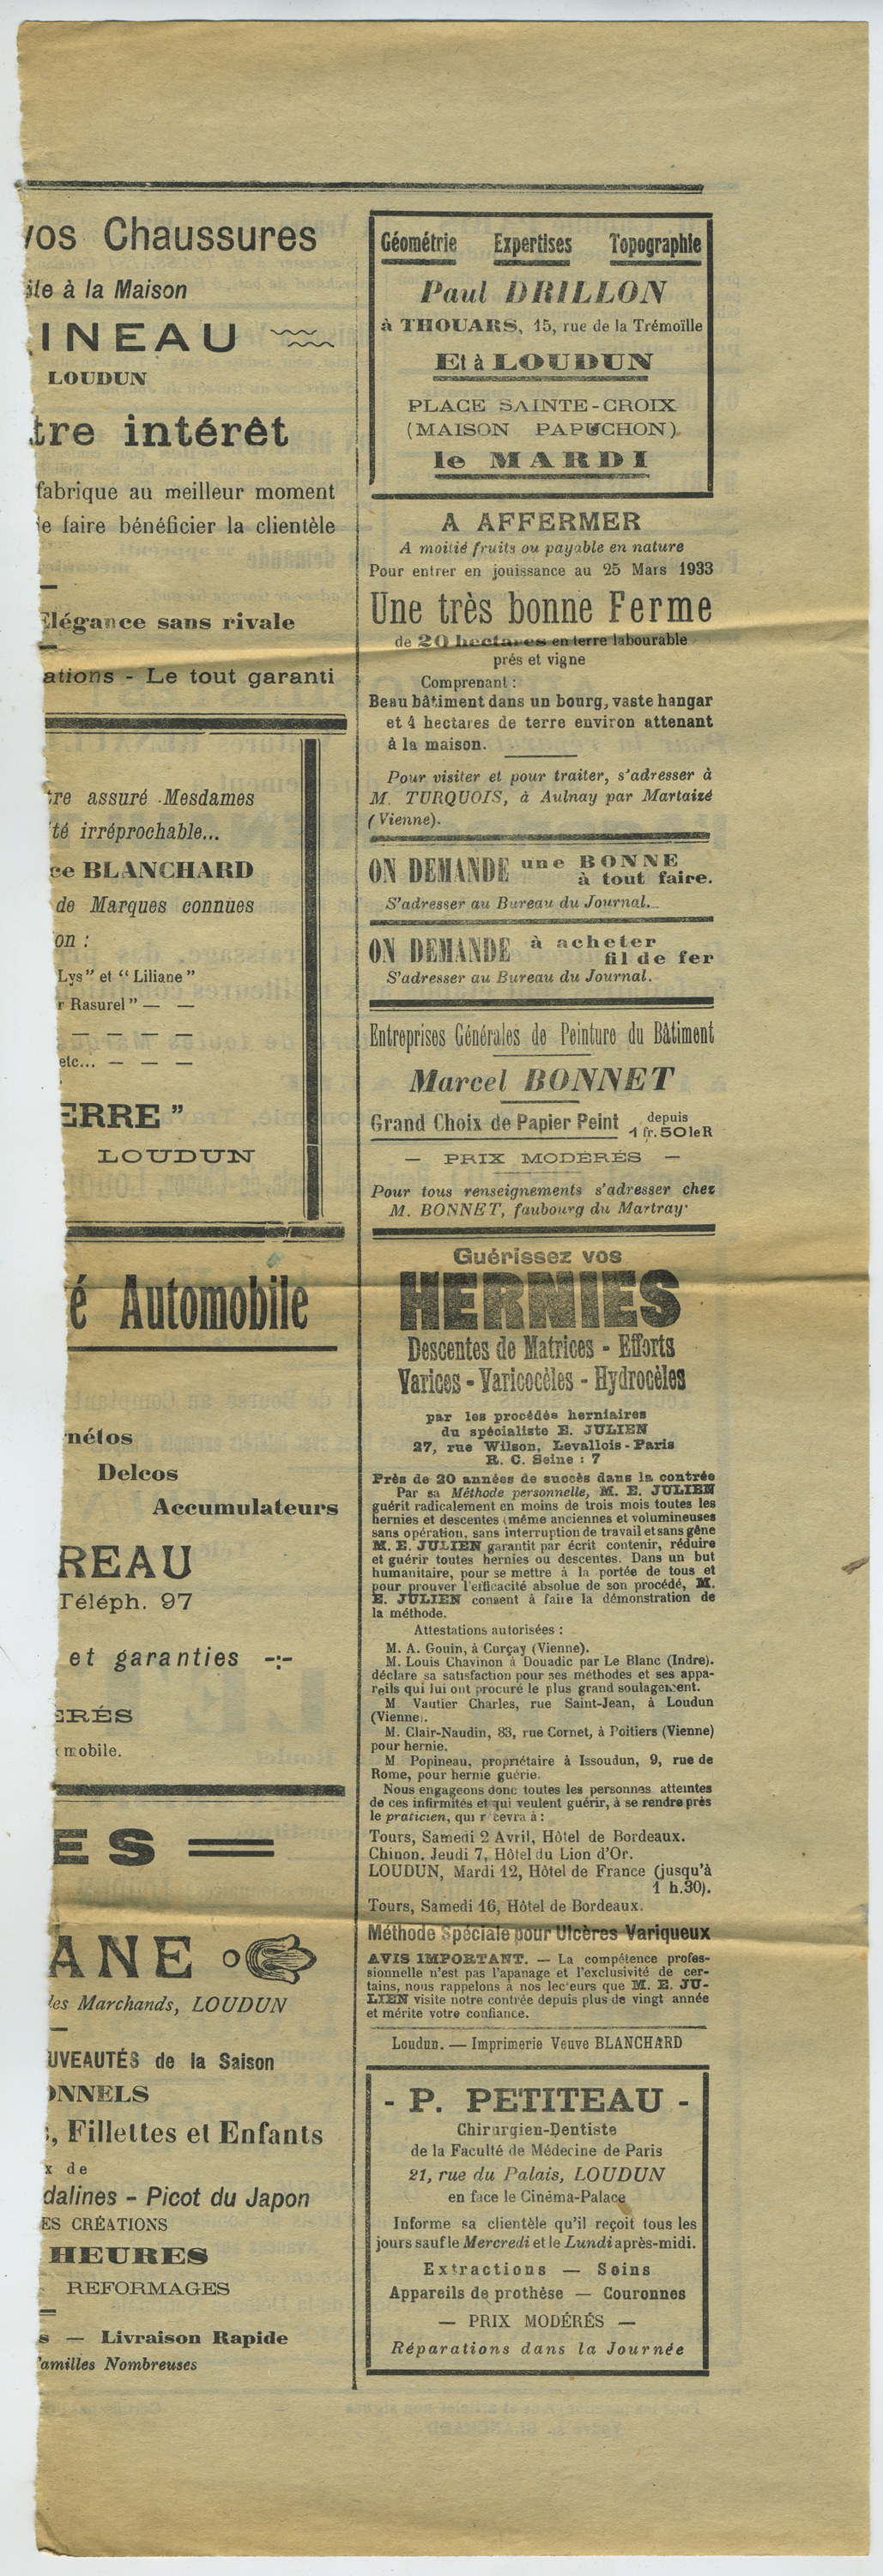 vos Chaussures
ite à la Maison
INEAU
LOUDUN
tre intérêt
fabrique au meilleur moment
e faire bénéficier la clientèle
Elégance sans rivale
ations - Le tout garanti
tre assuré Mesdames
té irréprochable...
ce BLANCHARD
de Marques connues
on :
Lys" et " Liliane "
r Rasurel " — —
— — — —
etc... — — —
ERRE "
LOUDUN
é Automobile
nétos
Delcos
Accumulateurs
REAU
Téléph. 97
et garanties -:-
ÉRÉS
mobile.
ES
ANE
des Marchands, LOUDUN
UVEAUTÉS de la Saison
ONNELS
, Fillettes et Enfants
x de
dalines - Picot du Japon
ES CRÉATIONS
HEURES
REFORMAGES
s — Livraison Rapide
Familles Nombreuses
Géométrie Expertises Topographie
Paul DRILLON
à THOUARS, 15, rue de la Trémoïlle
Et à LOUDUN
PLACE SAINTE-CROIX
(MAISON PAPUCHON)
le MARDI
A AFFERMER
A moitié fruits ou payable en nature
Pour entrer en jouissance au 25 Mars 1933
Une très bonne Ferme
de 20 hectares en terre labourable
prés et vigne
Comprenant :
Beau bâtiment dans un bourg, vaste hangar
et 4 hectares de terre environ attenant
à la maison.
Pour visiter et pour traiter, s'adresser à
M. TURQUOIS, à Aulnay par Martaizé
(Vienne).
ON DEMANDE une BONNE
à tout faire.
S'adresser au Bureau du Journal.
ON DEMANDE à acheter
fil de fer
S'adresser au Bureau du Journal.
Entreprises Générales de Peinture du Bâtiment
Marcel BONNET
Grand Choix de Papier Peint depuis
1 fr. 50 le R
— PRIX MODÉRÉS —
Pour tous renseignements s'adresser chez
M. BONNET, faubourg du Martray.
Guérissez vos
HERNIES
Descentes de Matrices - Efforts
Varices - Varicocèles - Hydrocèles
par les procédés herniaires
du spécialiste E. JULIEN
27, rue Wilson, Levallois-Paris
R. C. Seine : 7
Près de 20 années de succès dans la contrée
Par sa Méthode personnelle, M. E. JULIEN
guérit radicalement en moins de trois mois toutes les
hernies et descentes (même anciennes et volumineuses
sans opération, sans interruption de travail et sans gêne
M. E. JULIEN garantit par écrit contenir, réduire
et guérir toutes hernies ou descentes. Dans un but
humanitaire, pour se mettre à la portée de tous et
pour prouver l'efficacité absolue de son procédé, M.
E. JULIEN consent à faire la démonstration de
la méthode.
Attestations autorisées :
M. A. Gouin, à Curçay (Vienne).
M. Louis Chavinon à Douadic par Le Blanc (Indre).
déclare sa satisfaction pour ses méthodes et ses appa-
reils qui lui ont procuré le plus grand soulagement.
M Vautier Charles, rue Saint-Jean, à Loudun
(Vienne).
M. Clair-Naudin, 83, rue Cornet, à Poitiers (Vienne)
pour hernie.
M Popineau, propriétaire à Issoudun, 9, rue de
Rome, pour hernie guérie.
Nous engageons donc toutes les personnes atteintes
de ces infirmités et qui veulent guérir, à se rendre près
le praticien, qui r cevra à :
Tours, Samedi 2 Avril, Hôtel de Bordeaux.
Chinon. Jeudi 7, Hôtel du Lion d'Or.
LOUDUN, Mardi 12, Hôtel de France (jusqu'à
1 h.30).
Tours, Samedi 16, Hôtel de Bordeaux.
Méthode Spéciale pour Ulcères Variqueux
AVIS IMPORTANT. — La compétence profes-
sionnelle n'est pas l'apanage et l'exclusivité de cer-
tains, nous rappelons à nos lecteurs que M. E. JU-
LIEN visite notre contrée depuis plus de vingt année
et mérite votre confiance.
Loudun. — Imprimerie Veuve BLANCHARD
- P. PETITEAU -
Chirurgien-Dentiste
de la Faculté de Médecine de Paris
21, rue du Palais, LOUDUN
en face le Cinéma-Palace
Informe sa clientèle qu'il reçoit tous les
jours sauf le Mercredi et le Lundi après-midi.
Extractions — Soins
Appareils de prothèse — Couronnes
— PRIX MODÉRÉS —
Réparations dans la Journée